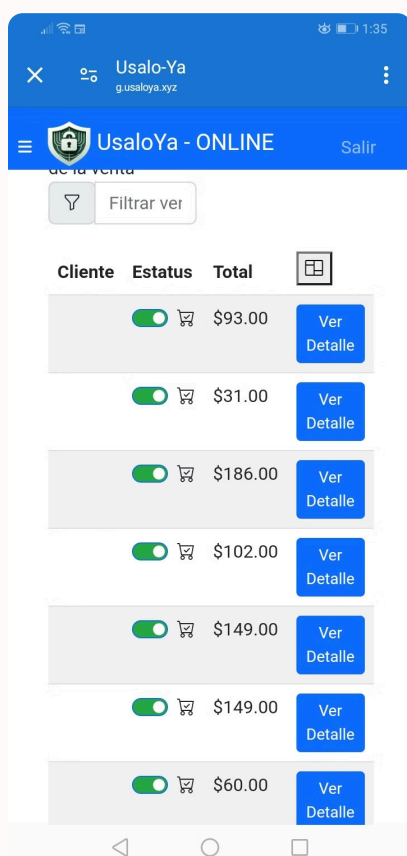 1:35
Usalo-Ya
g.usaloya.xyz
UsaloYa - ONLINE
Salir
de la venta
Filtrar ver
Cliente Estatus Total
$93.00 Ver
Detalle
$31.00 Ver
Detalle
$186.00 Ver
Detalle
$102.00 Ver
Detalle
$149.00 Ver
Detalle
$149.00 Ver
Detalle
$60.00 Ver
Detalle